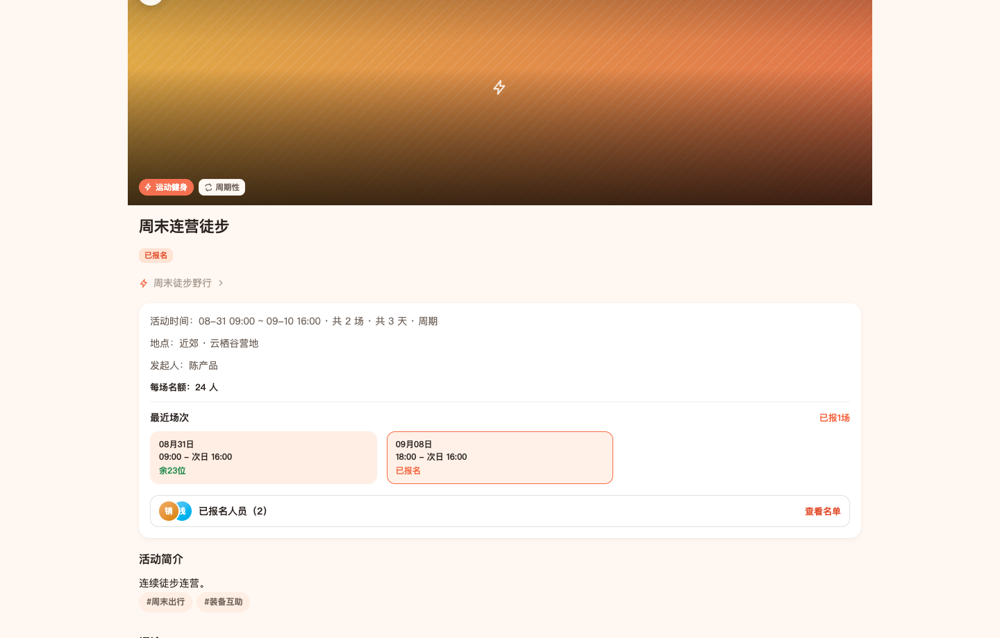 运动健身
周期性
周末连营徒步
已报名
周末徒步野行
活动时间：08-31 09:00 ~ 09-10 16:00 · 共 2 场 · 共 3 天 · 周期
地点：近郊 · 云栖谷营地
发起人：陈产品
每场名额：24 人
最近场次
已报1场
08月31日
09:00 – 次日 16:00
余23位
09月08日
18:00 – 次日 16:00
已报名
销
已报名人员（2）
查看名单
活动简介
连续徒步连营。
#周末出行
#装备互助